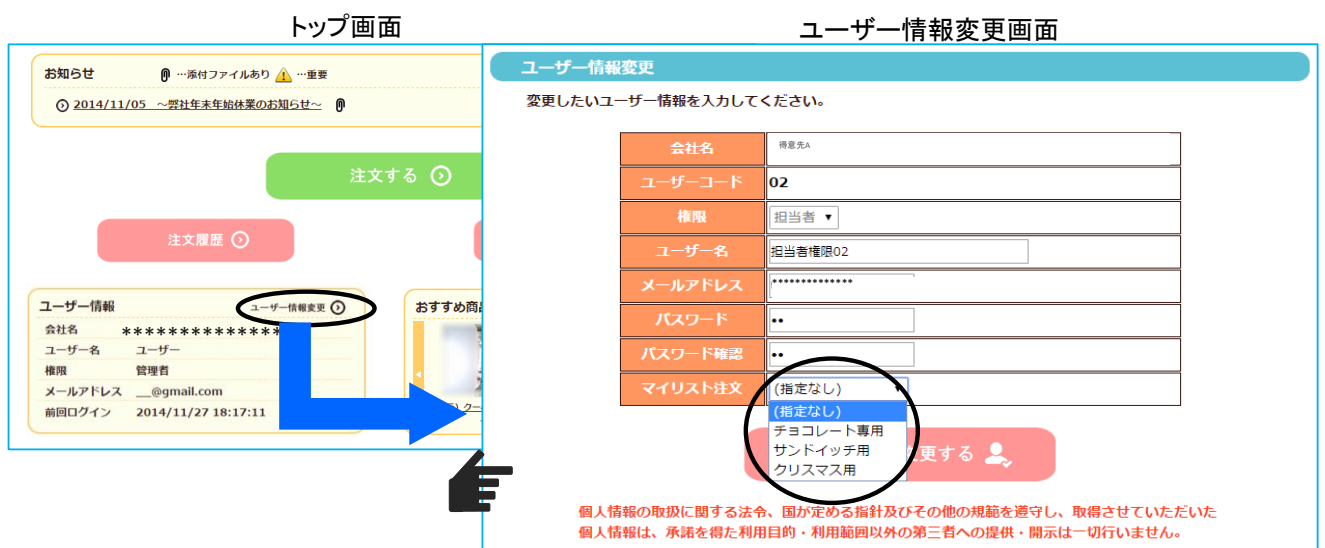 トップ画面
お知らせ …添付ファイルあり …重要
2014/11/05 ～弊社年末年始休業のお知らせ～
注文する
注文履歴
ユーザー情報 ユーザー情報変更
会社名 **************
ユーザー名 ユーザー
権限 管理者
メールアドレス __@gmail.com
前回ログイン 2014/11/27 18:17:11
おすすめ商
ユーザー情報変更画面
ユーザー情報変更
変更したいユーザー情報を入力してください。
会社名 得意先A
ユーザーコード 02
権限 担当者
ユーザー名 担当者権限02
メールアドレス **************
パスワード ••
パスワード確認 ••
マイリスト注文 (指定なし)
(指定なし)
チョコレート専用
サンドイッチ用
クリスマス用
変更する
個人情報の取扱に関する法令、国が定める指針及びその他の規範を遵守し、取得させていただいた
個人情報は、承諾を得た利用目的・利用範囲以外の第三者への提供・開示は一切行いません。